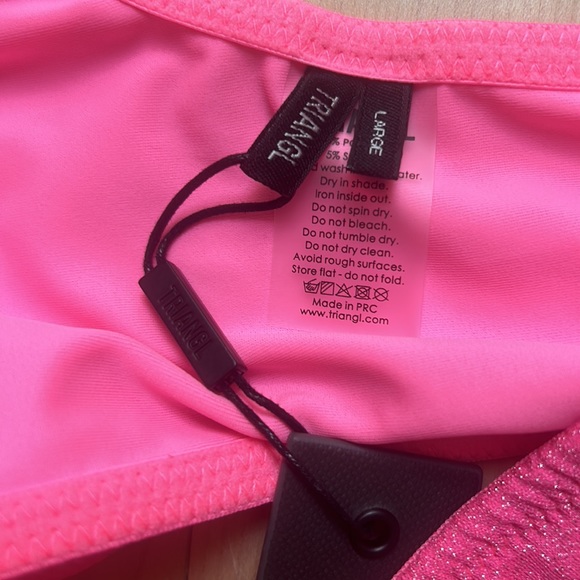 TRIANGL
LARGE
5% S
ater.
Dry in shade.
Iron inside out.
Do not spin dry.
Do not bleach.
Do not tumble dry.
Do not dry clean.
Avoid rough surfaces.
Store flat - do not fold.
Made in PRC
www.triangl.com
TRIANGL